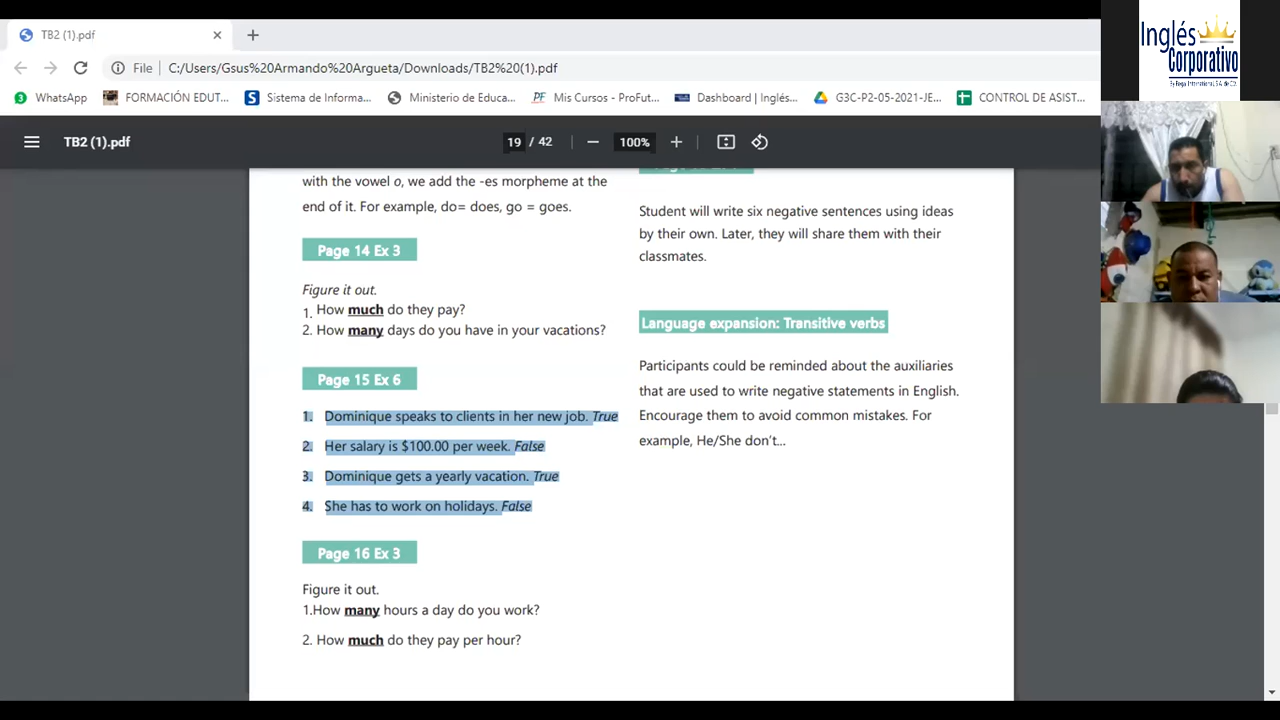 TB2 (1).pdf
File
C:/Users/Gsus%20Armando%20Argueta/Downloads/TB2%20(1).pdf
WhatsApp
FORMACIÓN EDUT...
Sistema de Informa...
Ministerio de Educa...
Mis Cursos - ProFut...
Dashboard | Inglés...
G3C-P2-05-2021-JE...
CONTROL DE ASIST...
TB2 (1).pdf
19 / 42
100%
with the vowel o, we add the -es morpheme at the
end of it. For example, do= does, go = goes.
Page 14 Ex 3
Figure it out.
1. How much do they pay?
2. How many days do you have in your vacations?
Page 15 Ex 6
1. Dominique speaks to clients in her new job. True
2. Her salary is $100.00 per week. False
3. Dominique gets a yearly vacation. True
4. She has to work on holidays. False
Page 16 Ex 3
Figure it out.
1.How many hours a day do you work?
2. How much do they pay per hour?
Student will write six negative sentences using ideas
by their own. Later, they will share them with their
classmates.
Language expansion: Transitive verbs
Participants could be reminded about the auxiliaries
that are used to write negative statements in English.
Encourage them to avoid common mistakes. For
example, He/She don't...
Inglés
Corporativo